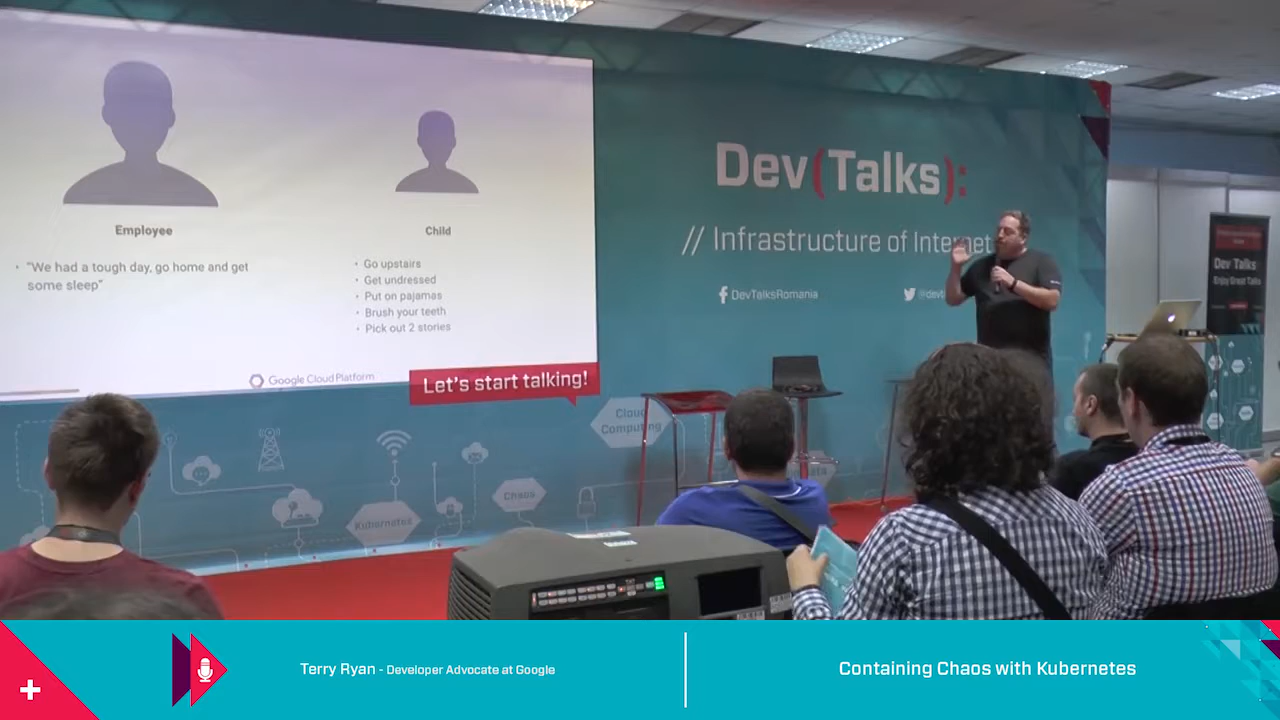 Employee
Child
• "We had a tough day, go home and get
some sleep"
• Go upstairs
• Get undressed
• Put on pajamas
• Brush your teeth
• Pick out 2 stories
Google Cloud Platform
Let's start talking!
Dev(Talks):
// Infrastructure of Internet
DevTalksRomania
Dev Talks
Enjoy Great Talks
Cloud
Computing
Chaos
Kubernetes
Terry Ryan - Developer Advocate at Google
Containing Chaos with Kubernetes